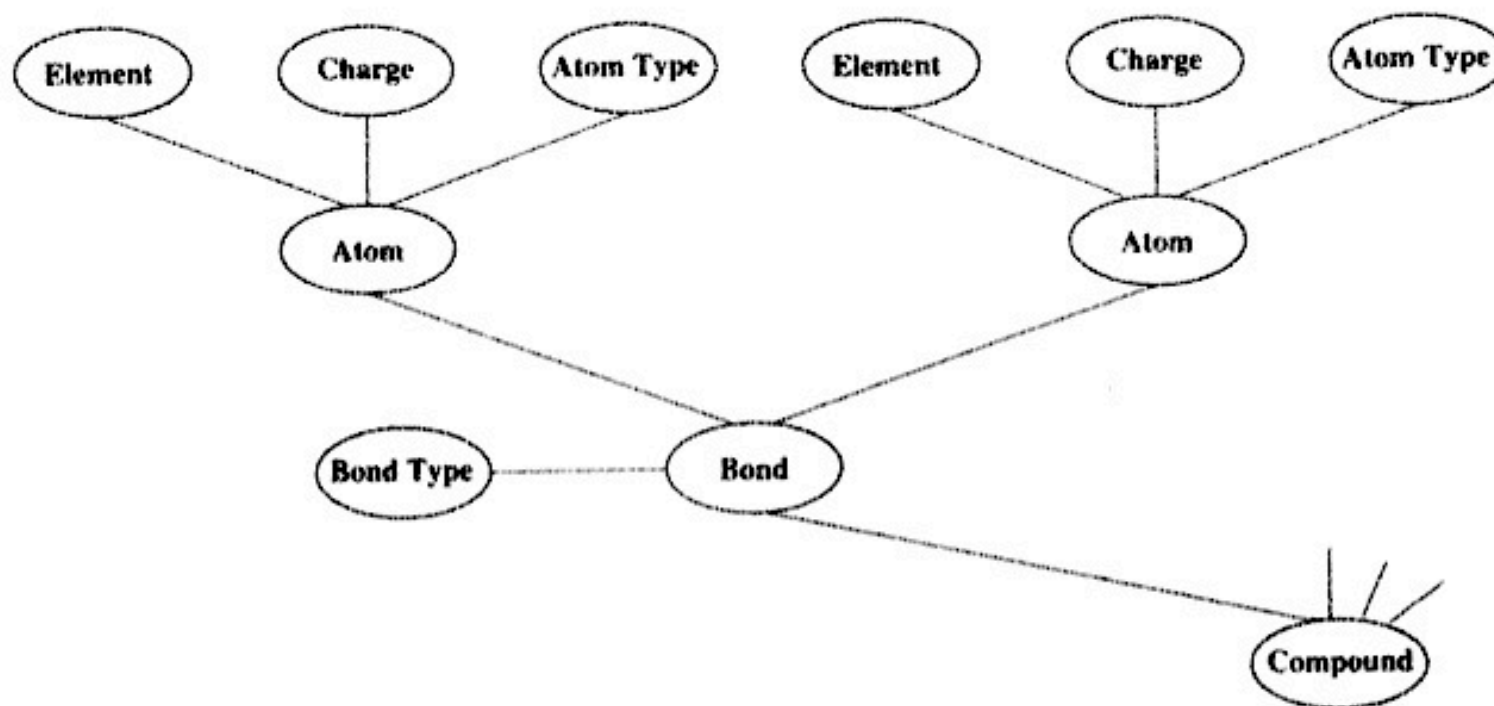 Element
Charge
Atom Type
Element
Charge
Atom Type
Atom
Atom
Bond Type
Bond
Compound